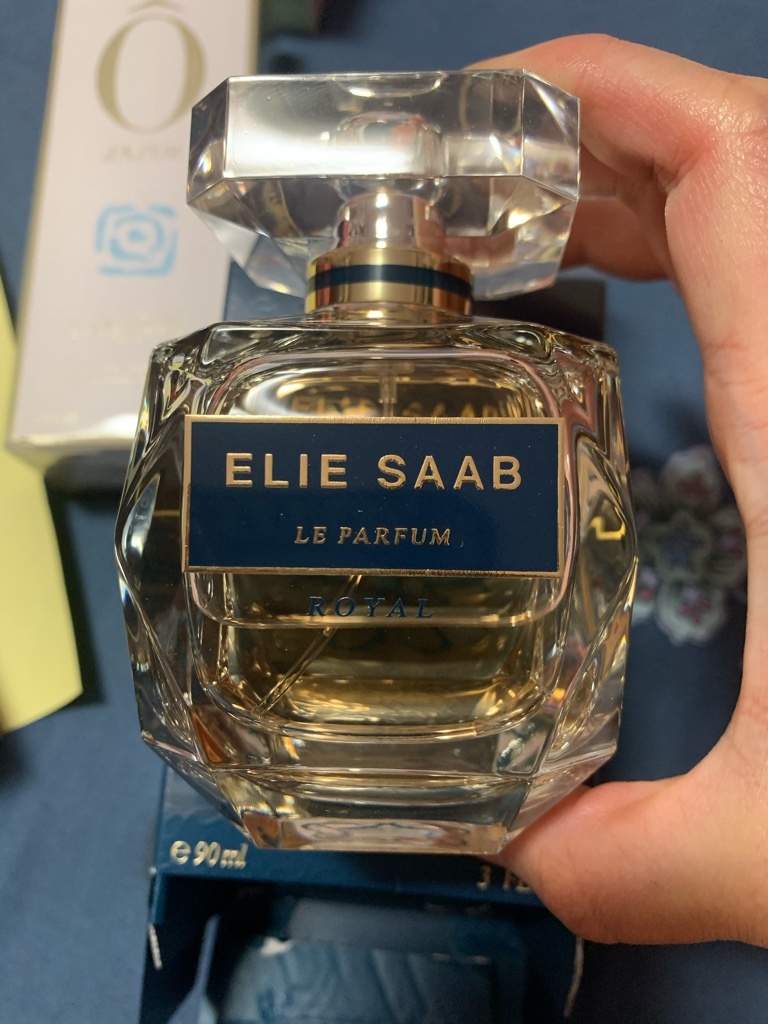 Ô
ELIE SAAB
LE PARFUM
ROYAL
e 90 ml